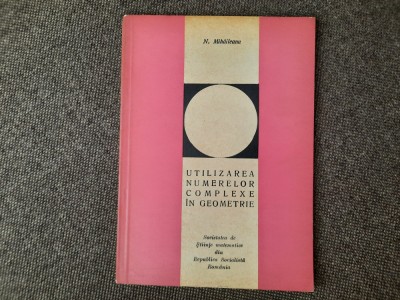 N. Mihăileanu
UTILIZAREA
NUMERELOR
COMPLEXE
ÎN GEOMETRIE
Societatea de
Științe matematice
din
Republica Socialistă
România